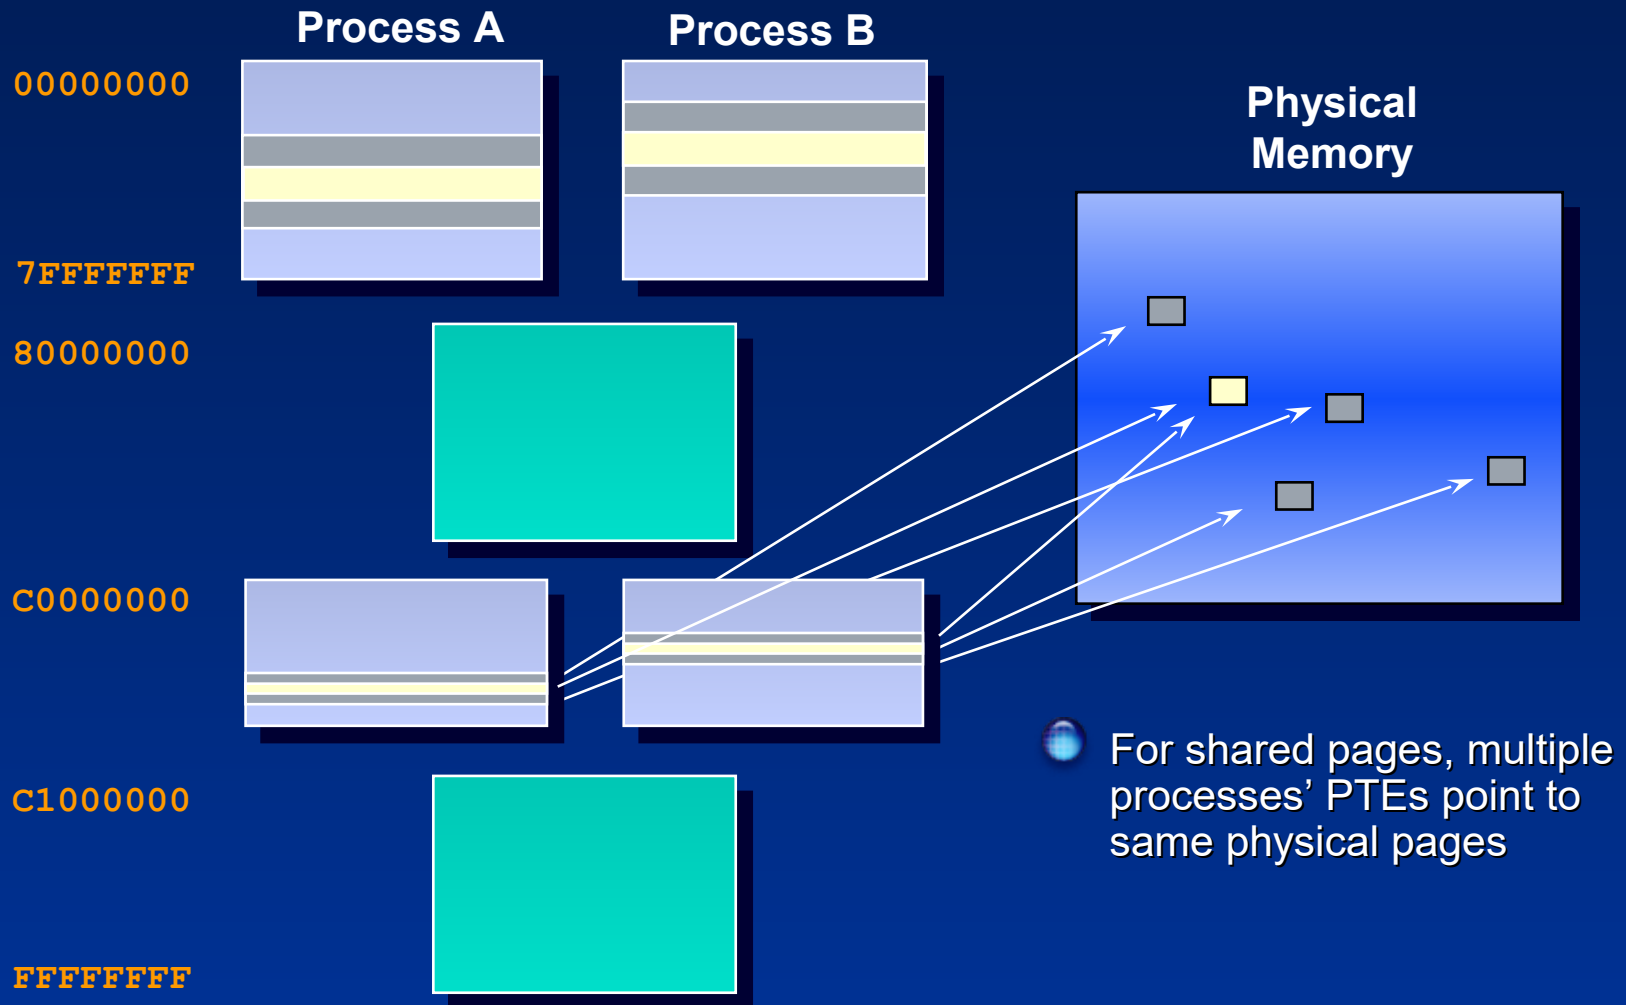 Process A
Process B
00000000
7FFFFFFF
80000000
C0000000
C1000000
FFFFFFFF
Physical
Memory
For shared pages, multiple
processes’ PTEs point to
same physical pages